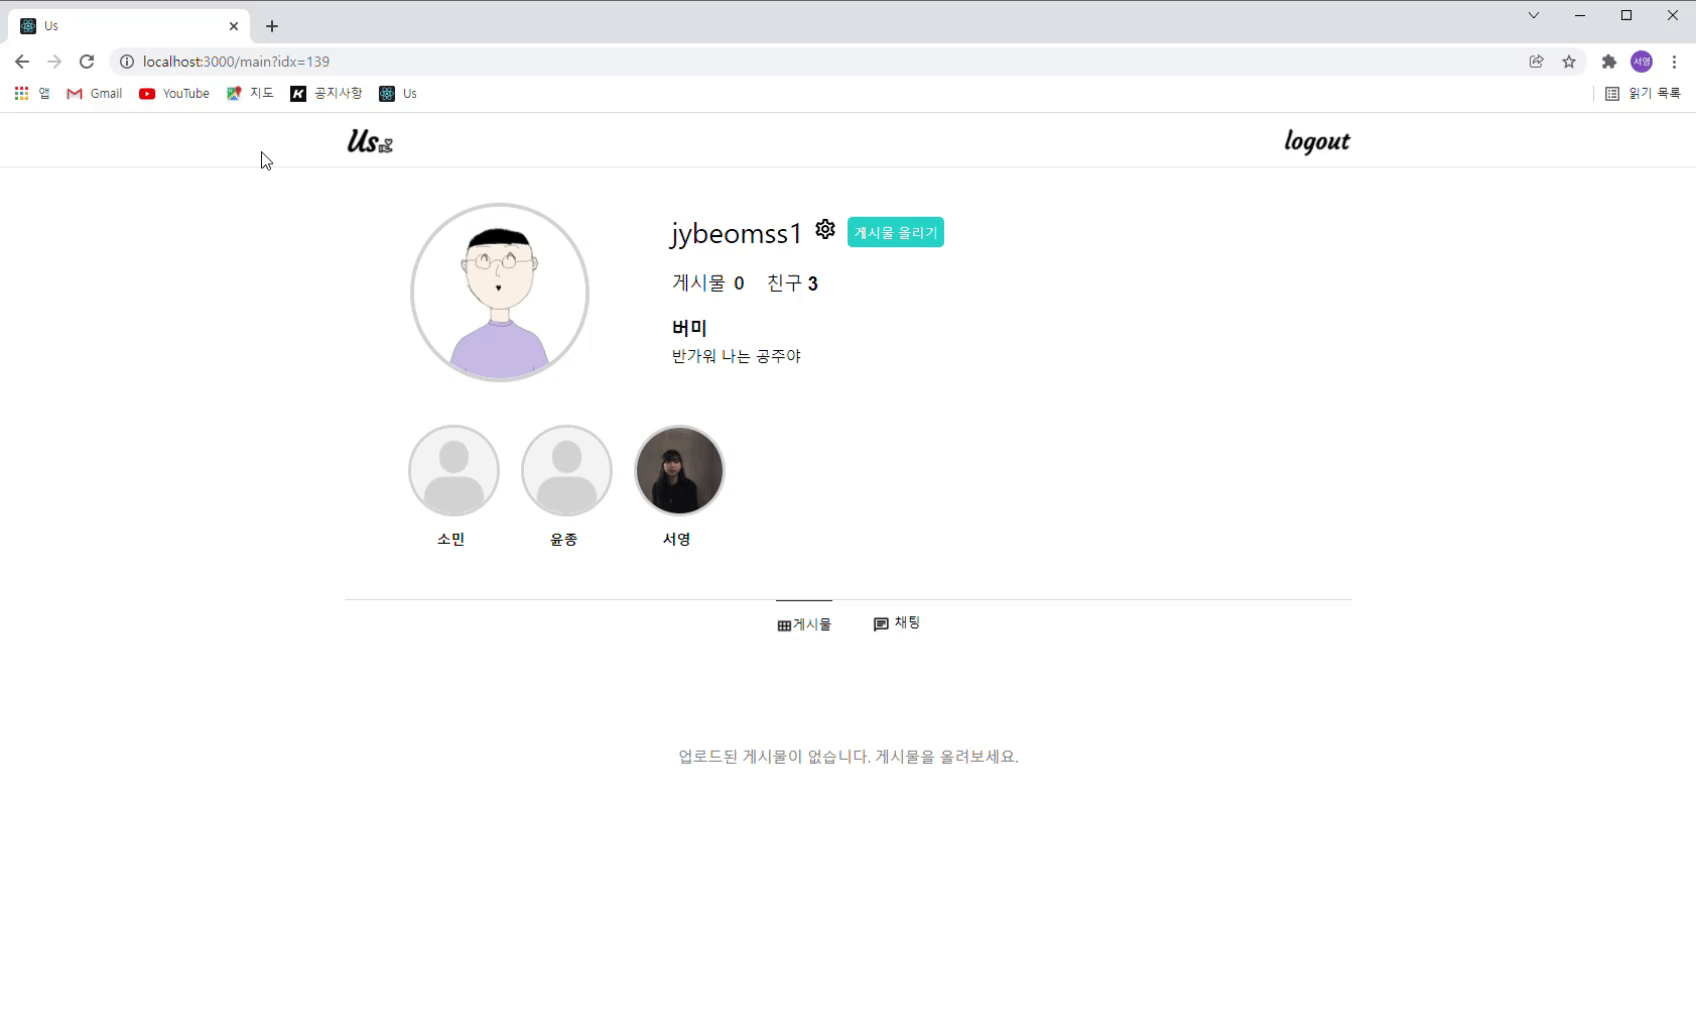 Us
localhost:3000/main?idx=139
서영
앱 Gmail YouTube 지도 공지사항 Us 읽기 목록
Us logout
jybeomss1 게시물 올리기
게시물 0 친구 3
버미
반가워 나는 공주야
소민 윤종 서영
게시물 채팅
업로드된 게시물이 없습니다. 게시물을 올려보세요.